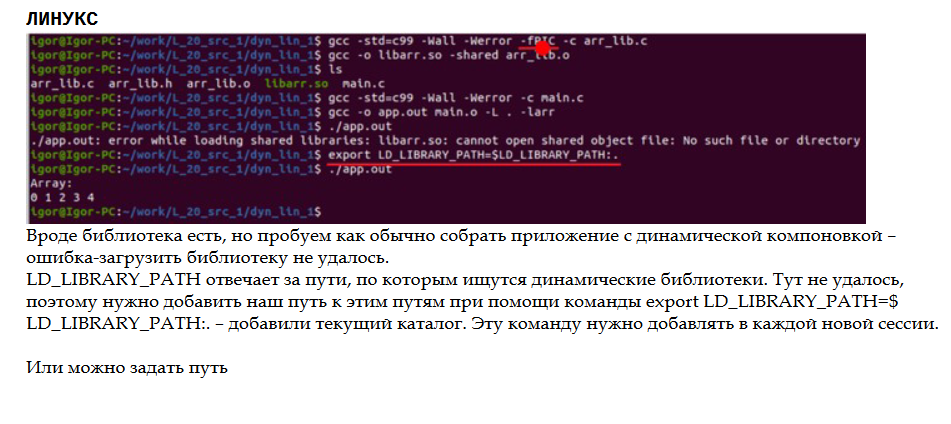 ЛИНУКС
igor@Igor-PC:~/work/L_20_src_1/dyn_lin_1$ gcc -std=c99 -Wall -Werror -fPIC -c arr_lib.c
igor@Igor-PC:~/work/L_20_src_1/dyn_lin_1$ gcc -o libarr.so -shared arr_lib.o
igor@Igor-PC:~/work/L_20_src_1/dyn_lin_1$ ls
arr_lib.c arr_lib.h arr_lib.o libarr.so main.c
igor@Igor-PC:~/work/L_20_src_1/dyn_lin_1$ gcc -std=c99 -Wall -Werror -c main.c
igor@Igor-PC:~/work/L_20_src_1/dyn_lin_1$ gcc -o app.out main.o -L . -larr
igor@Igor-PC:~/work/L_20_src_1/dyn_lin_1$ ./app.out
./app.out: error while loading shared libraries: libarr.so: cannot open shared object file: No such file or directory
igor@Igor-PC:~/work/L_20_src_1/dyn_lin_1$ export LD_LIBRARY_PATH=$LD_LIBRARY_PATH:.
igor@Igor-PC:~/work/L_20_src_1/dyn_lin_1$ ./app.out
Array:
0 1 2 3 4
igor@Igor-PC:~/work/L_20_src_1/dyn_lin_1$
Вроде библиотека есть, но пробуем как обычно собрать приложение с динамической компоновкой –
ошибка-загрузить библиотеку не удалось.
LD_LIBRARY_PATH отвечает за пути, по которым ищутся динамические библиотеки. Тут не удалось,
поэтому нужно добавить наш путь к этим путям при помощи команды export LD_LIBRARY_PATH=$
LD_LIBRARY_PATH:. – добавили текущий каталог. Эту команду нужно добавлять в каждой новой сессии.
Или можно задать путь